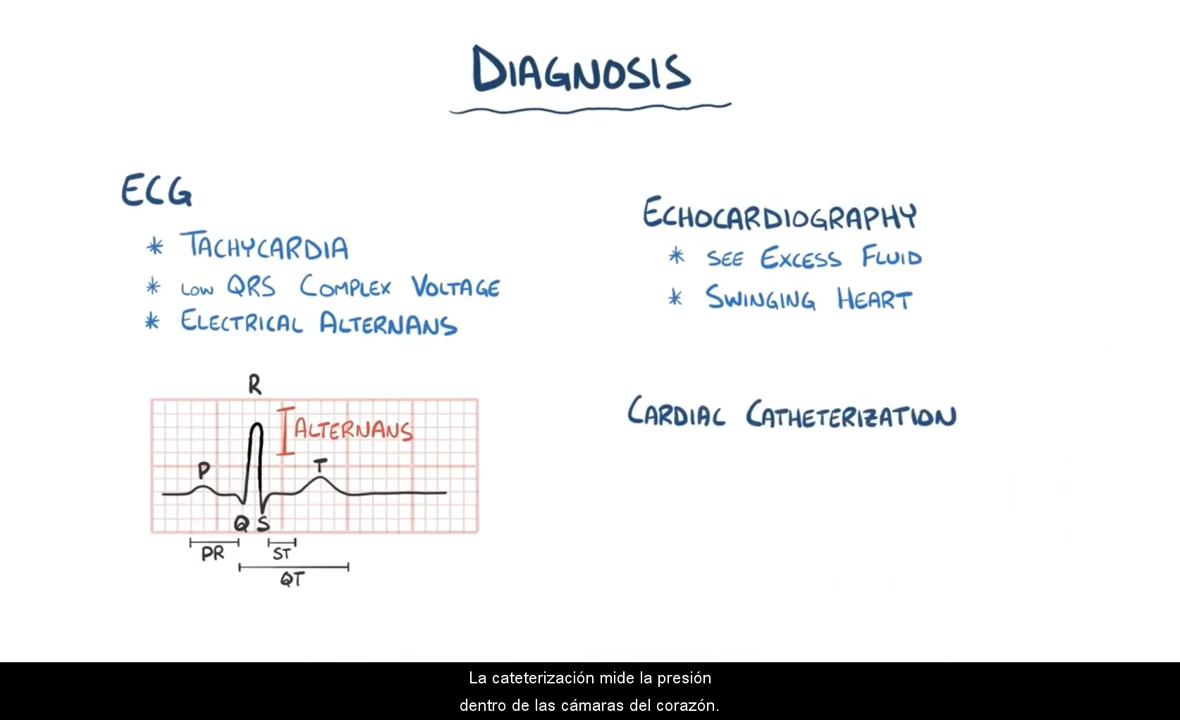 DIAGNOSIS
ECG
* TACHYCARDIA
* LOW QRS COMPLEX VOLTAGE
* ELECTRICAL ALTERNANS
R
ALTERNANS
P
T
Q S
PR
ST
QT
ECHOCARDIOGRAPHY
* SEE EXCESS FLUID
* SWINGING HEART
CARDIAC CATHETERIZATION
La cateterización mide la presión
dentro de las cámaras del corazón.